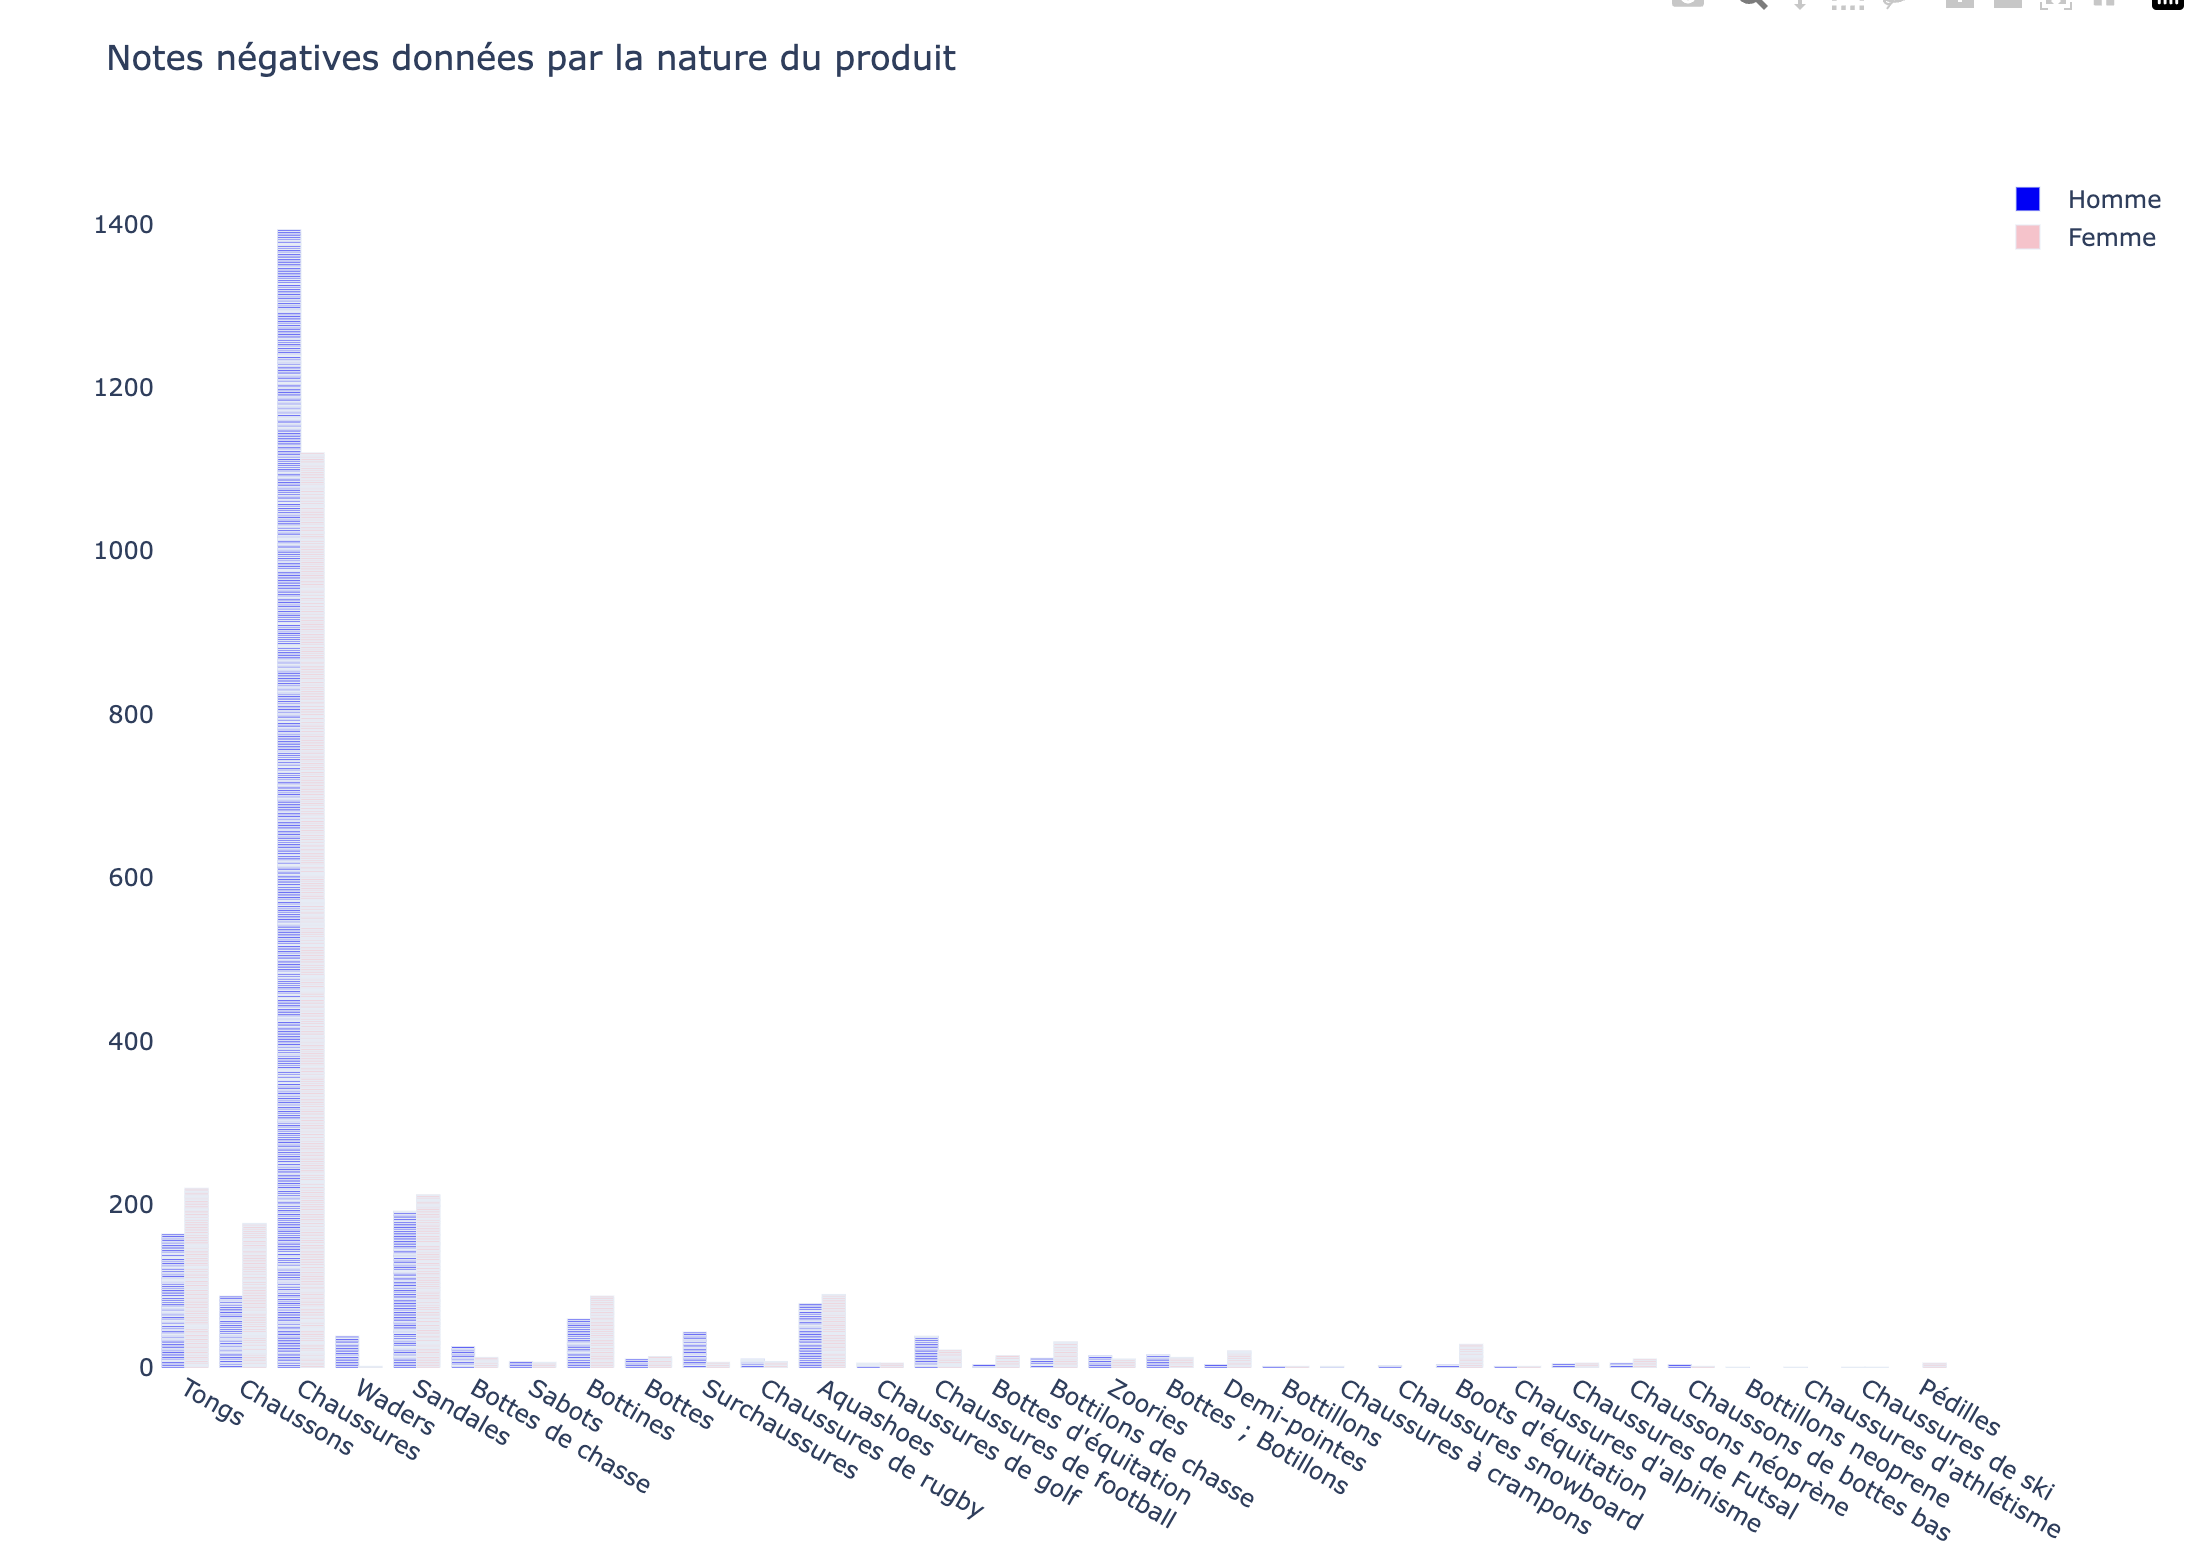 Notes négatives données par la nature du produit
Homme
Femme
1400
1200
1000
800
600
400
200
0
Tongs
Chaussons
Chaussures
Waders
Sandales
Bottes de chasse
Sabots
Bottines
Bottes
Surchaussures
Chaussures de rugby
Aquashoes
Chaussures de golf
Chaussures de football
Bottes d'équitation
Bottilons de chasse
Zoories
Bottes ; Botillons
Demi-pointes
Bottillons
Chaussures à crampons
Chaussures snowboard
Boots d'équitation
Chaussures d'alpinisme
Chaussures de Futsal
Chaussons néoprène
Chaussons de bottes bas
Bottillons neoprene
Chaussures d'athlétisme
Chaussures de ski
Pédilles